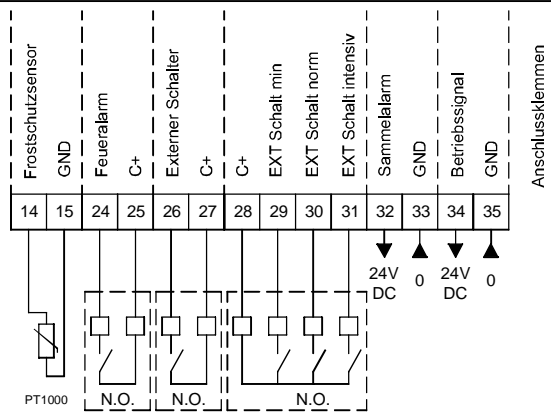 Frostschutzsensor
GND
Feueralarm
C+
Externer Schalter
C+
C+
EXT Schalt min
EXT Schalt norm
EXT Schalt intensiv
Sammelalarm
GND
Betriebssignal
GND
Anschlussklemmen
14 15 24 25 26 27 28 29 30 31 32 33 34 35
24V DC
0
24V DC
0
PT1000
N.O.
N.O.
N.O.